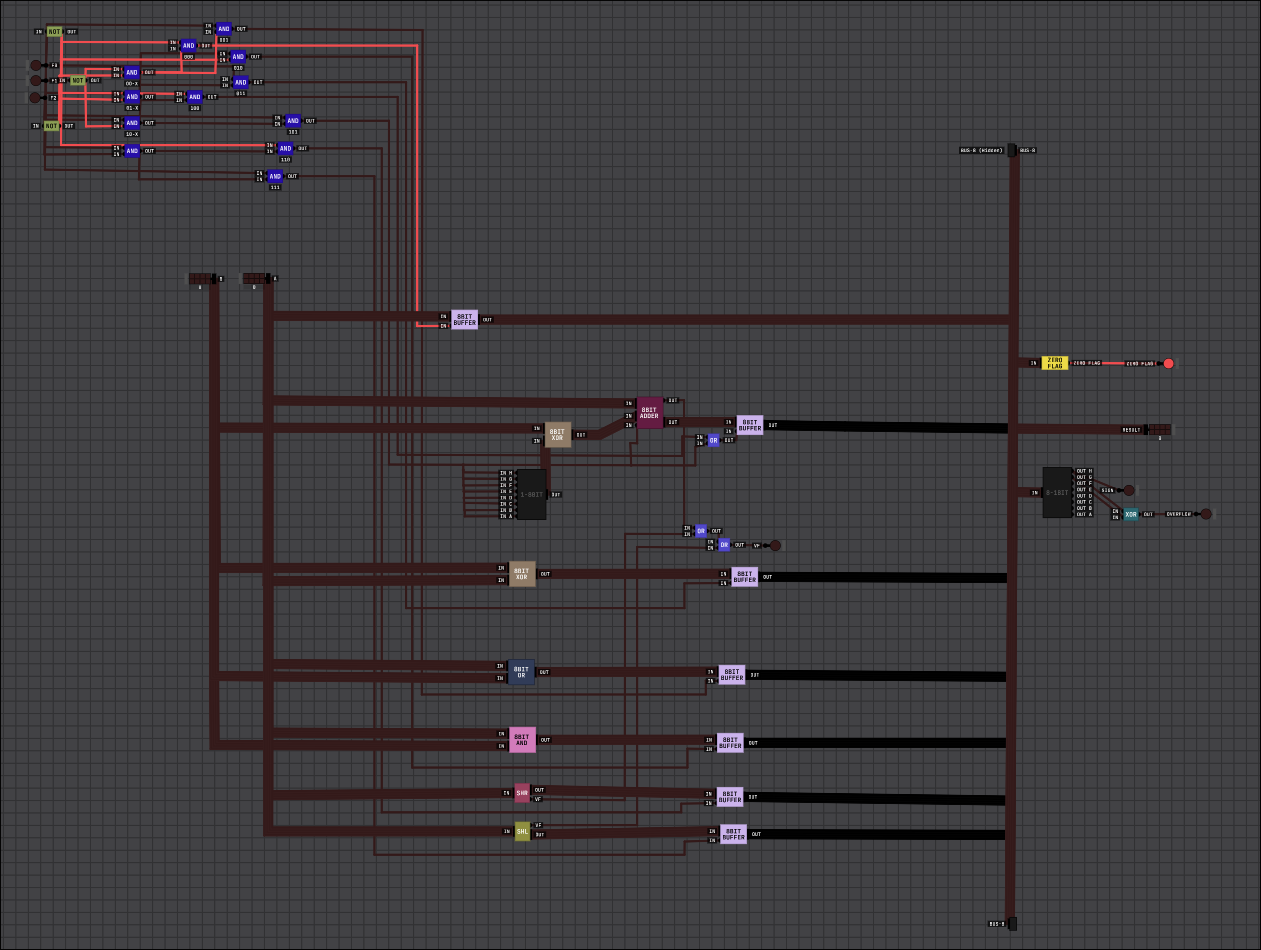 IN NOT OUT
IN IN AND OUT
001
IN IN AND OUT
000
IN IN AND OUT
010
F0
IN IN AND OUT
00-X
F1 IN NOT OUT
IN IN AND OUT
011
F2
IN IN AND OUT
01-X
IN IN AND OUT
100
IN NOT OUT
IN IN AND OUT
10-X
IN IN AND OUT
101
IN IN AND OUT
IN IN AND OUT
110
IN IN AND OUT
111
BUS-8 (Hidden) BUS-8
0
0
IN IN 8BIT BUFFER OUT
IN ZERO FLAG ZERO FLAG ZERO FLAG
IN IN IN 8BIT ADDER OUT OUT
IN IN 8BIT BUFFER OUT
IN IN 8BIT XOR OUT
IN IN OR OUT
RESULT
0
IN H
IN G
IN F
IN E
IN D
IN C
IN B
IN A
1-8BIT OUT
IN 8-1BIT
OUT H
OUT G
OUT F
OUT E
OUT D
OUT C
OUT B
OUT A
SIGN
IN IN XOR OUT OVERFLOW
IN IN OR OUT
IN IN OR OUT VF
IN IN 8BIT XOR OUT
IN IN 8BIT BUFFER OUT
IN IN 8BIT OR OUT
IN IN 8BIT BUFFER OUT
IN IN 8BIT AND OUT
IN IN 8BIT BUFFER OUT
IN SHR OUT VF
IN IN 8BIT BUFFER OUT
IN SHL VF OUT
IN IN 8BIT BUFFER OUT
BUS-8